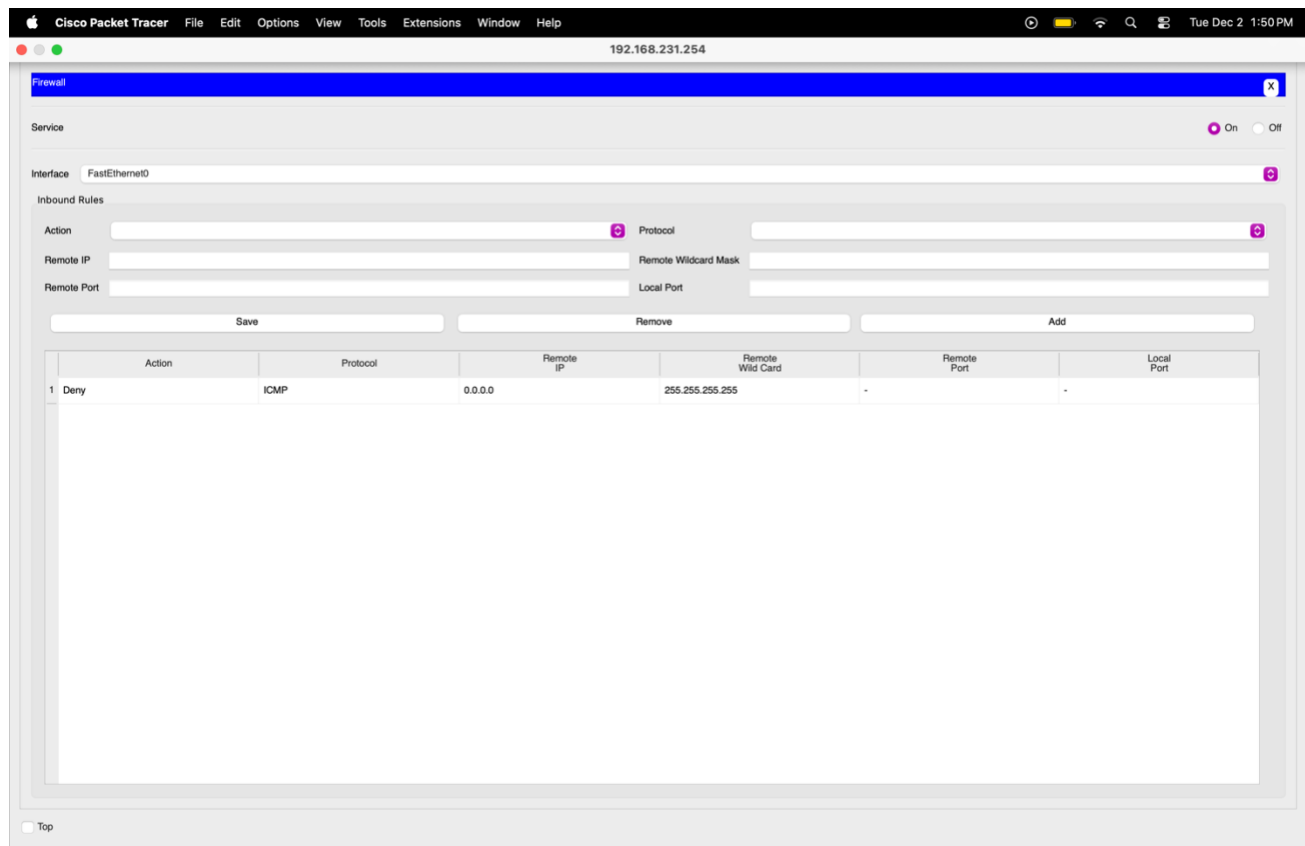 Cisco Packet Tracer File Edit Options View Tools Extensions Window Help Tue Dec 2 1:50 PM
192.168.231.254
Firewall X
Service On Off
Interface FastEthernet0
Inbound Rules
Action Protocol
Remote IP Remote Wildcard Mask
Remote Port Local Port
Save Remove Add
Action Protocol Remote IP Remote Wild Card Remote Port Local Port
1 Deny ICMP 0.0.0.0 255.255.255.255 - -
Top